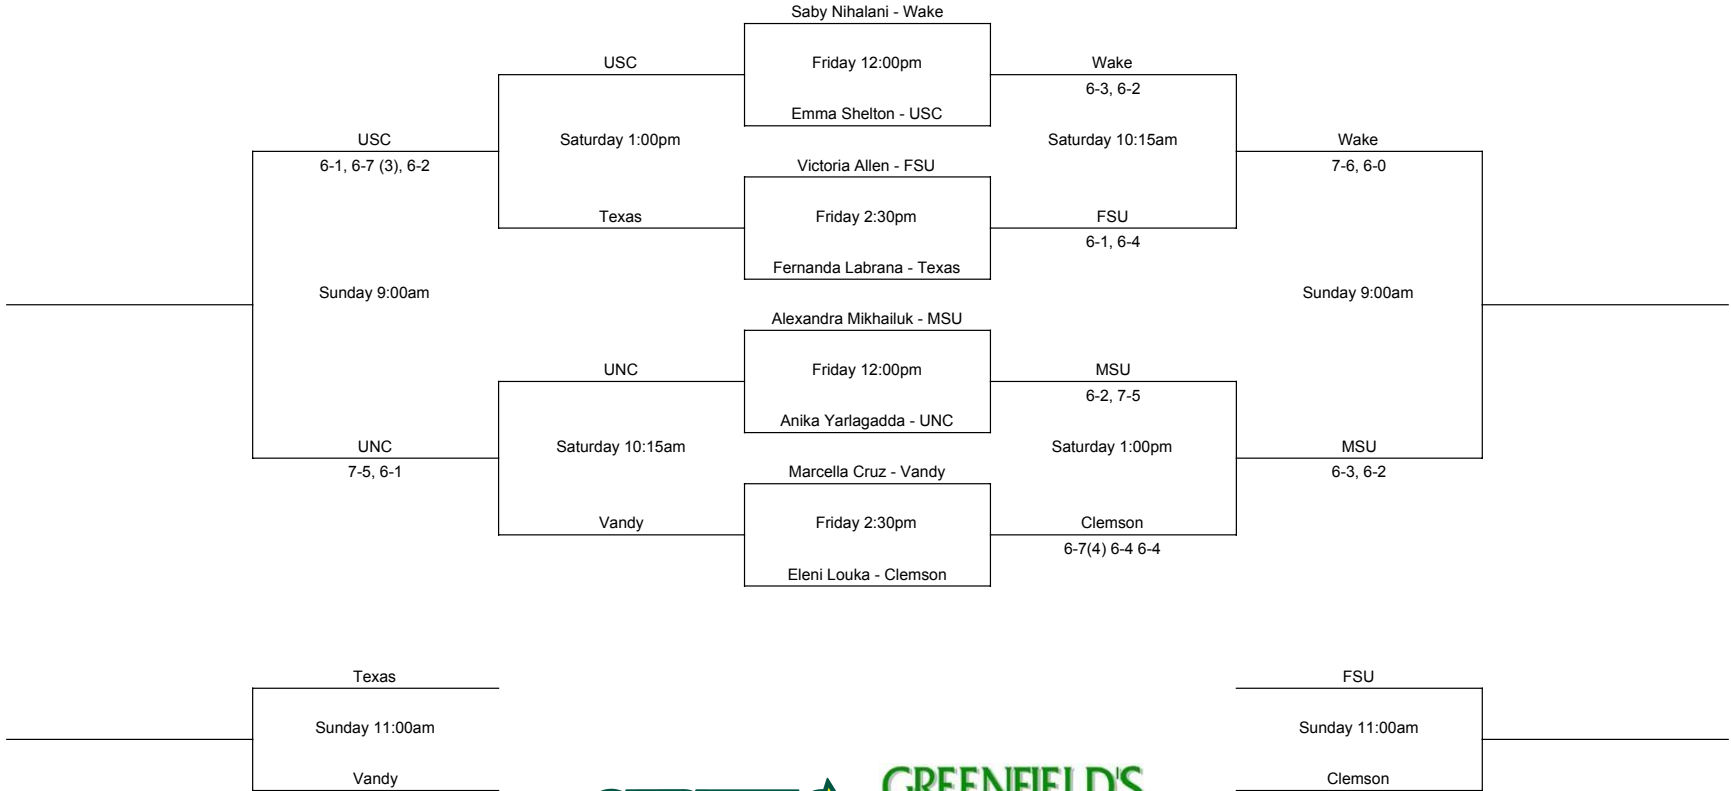 Saby Nihalani - Wake
USC
Friday 12:00pm
Wake
6-3, 6-2
Emma Shelton - USC
USC
Saturday 1:00pm
Saturday 10:15am
Wake
6-1, 6-7 (3), 6-2
Victoria Allen - FSU
7-6, 6-0
Texas
Friday 2:30pm
FSU
6-1, 6-4
Fernanda Labrana - Texas
Sunday 9:00am
Sunday 9:00am
Alexandra Mikhailuk - MSU
UNC
Friday 12:00pm
MSU
6-2, 7-5
Anika Yarlagadda - UNC
UNC
Saturday 10:15am
Saturday 1:00pm
MSU
7-5, 6-1
Marcella Cruz - Vandy
6-3, 6-2
Vandy
Friday 2:30pm
Clemson
6-7(4) 6-4 6-4
Eleni Louka - Clemson
Texas
FSU
Sunday 11:00am
Sunday 11:00am
Vandy
GREENFIELD'S
Clemson